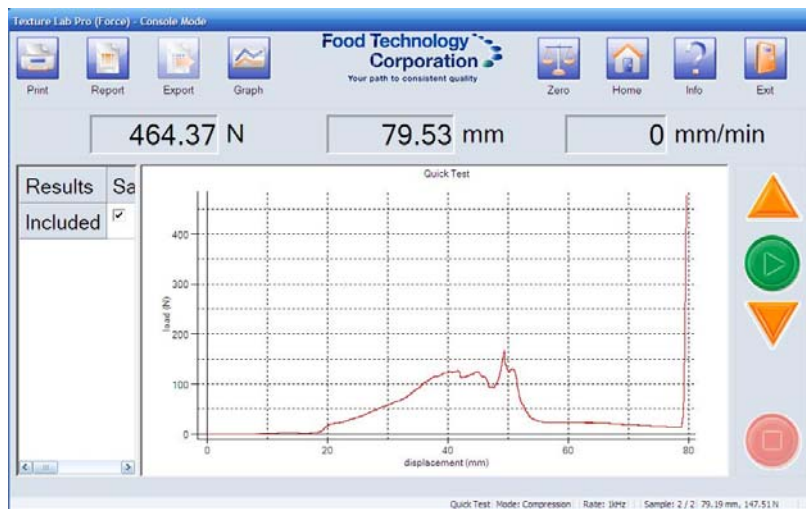 Texture Lab Pro (Force) - Console Mode
Print
Report
Export
Graph
Food Technology
Corporation
Your path to consistent quality
Zero
Home
Info
Exit
464.37 N
79.53 mm
0 mm/min
Results Sa
Included
Quick Test
load (N)
400
300
200
100
0
0 20 40 60 80
displacement (mm)
Quick Test Mode: Compression Rate: 1kHz Sample: 2 / 2 79.19 mm, 147.51 N